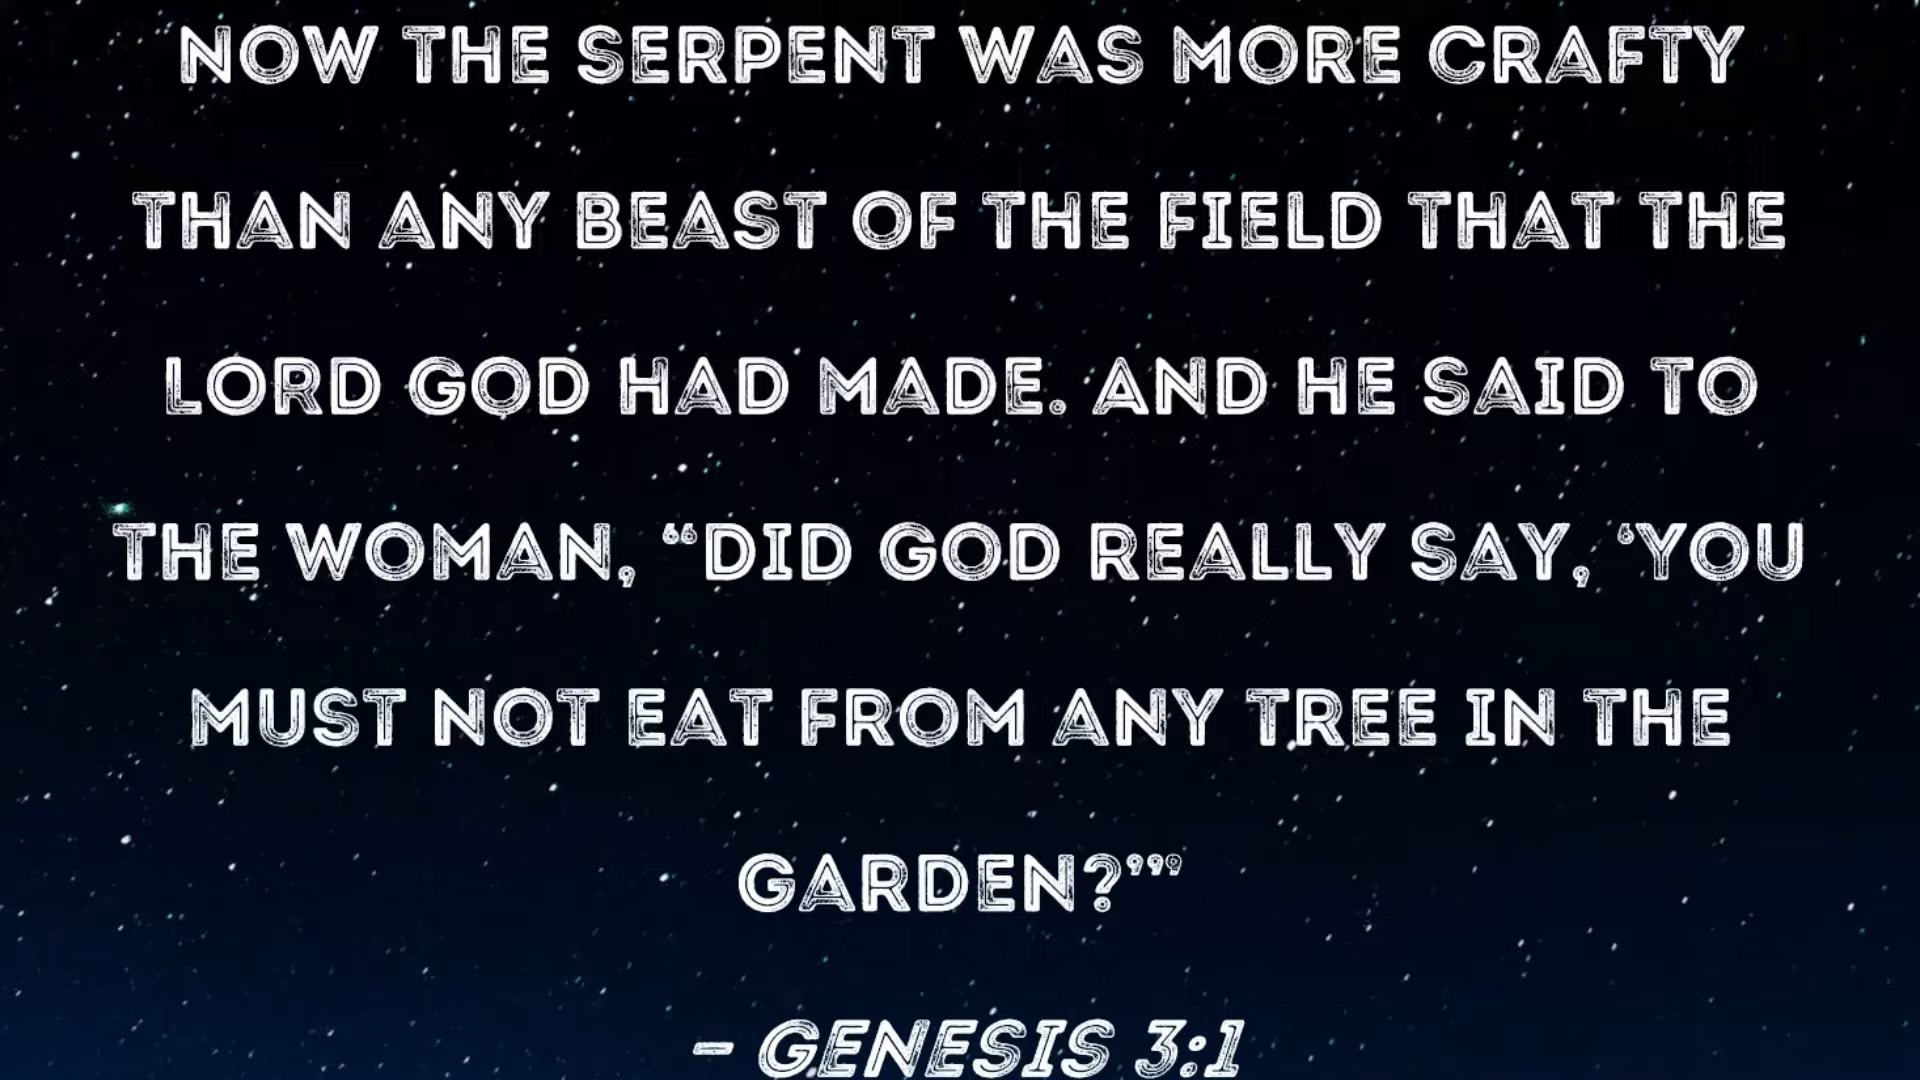 NOW THE SERPENT WAS MORE CRAFTY
THAN ANY BEAST OF THE FIELD THAT THE
LORD GOD HAD MADE. AND HE SAID TO
THE WOMAN, “DID GOD REALLY SAY, ‘YOU
MUST NOT EAT FROM ANY TREE IN THE
GARDEN?’”’
– GENESIS 3:1